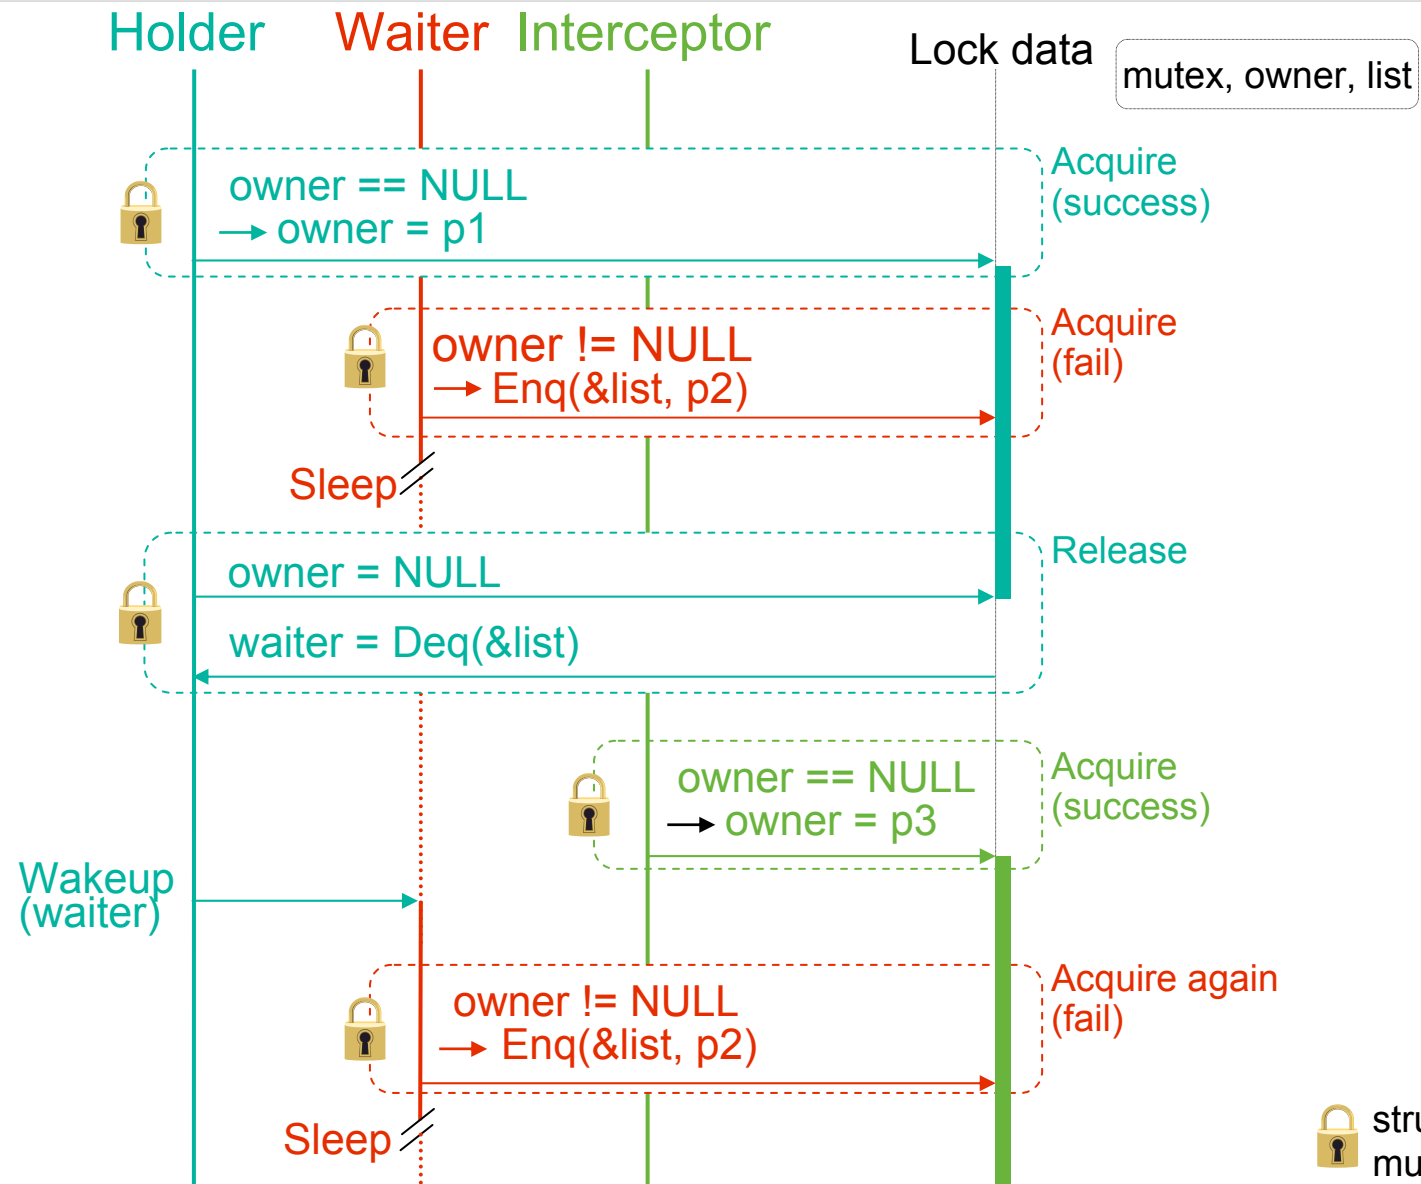 Holder Waiter Interceptor Lock data
mutex, owner, list
owner == NULL
→ owner = p1
Acquire
(success)
owner != NULL
→ Enq(&list, p2)
Acquire
(fail)
Sleep
owner = NULL
Release
waiter = Deq(&list)
owner == NULL
→ owner = p3
Acquire
(success)
Wakeup
(waiter)
owner != NULL
→ Enq(&list, p2)
Acquire again
(fail)
Sleep